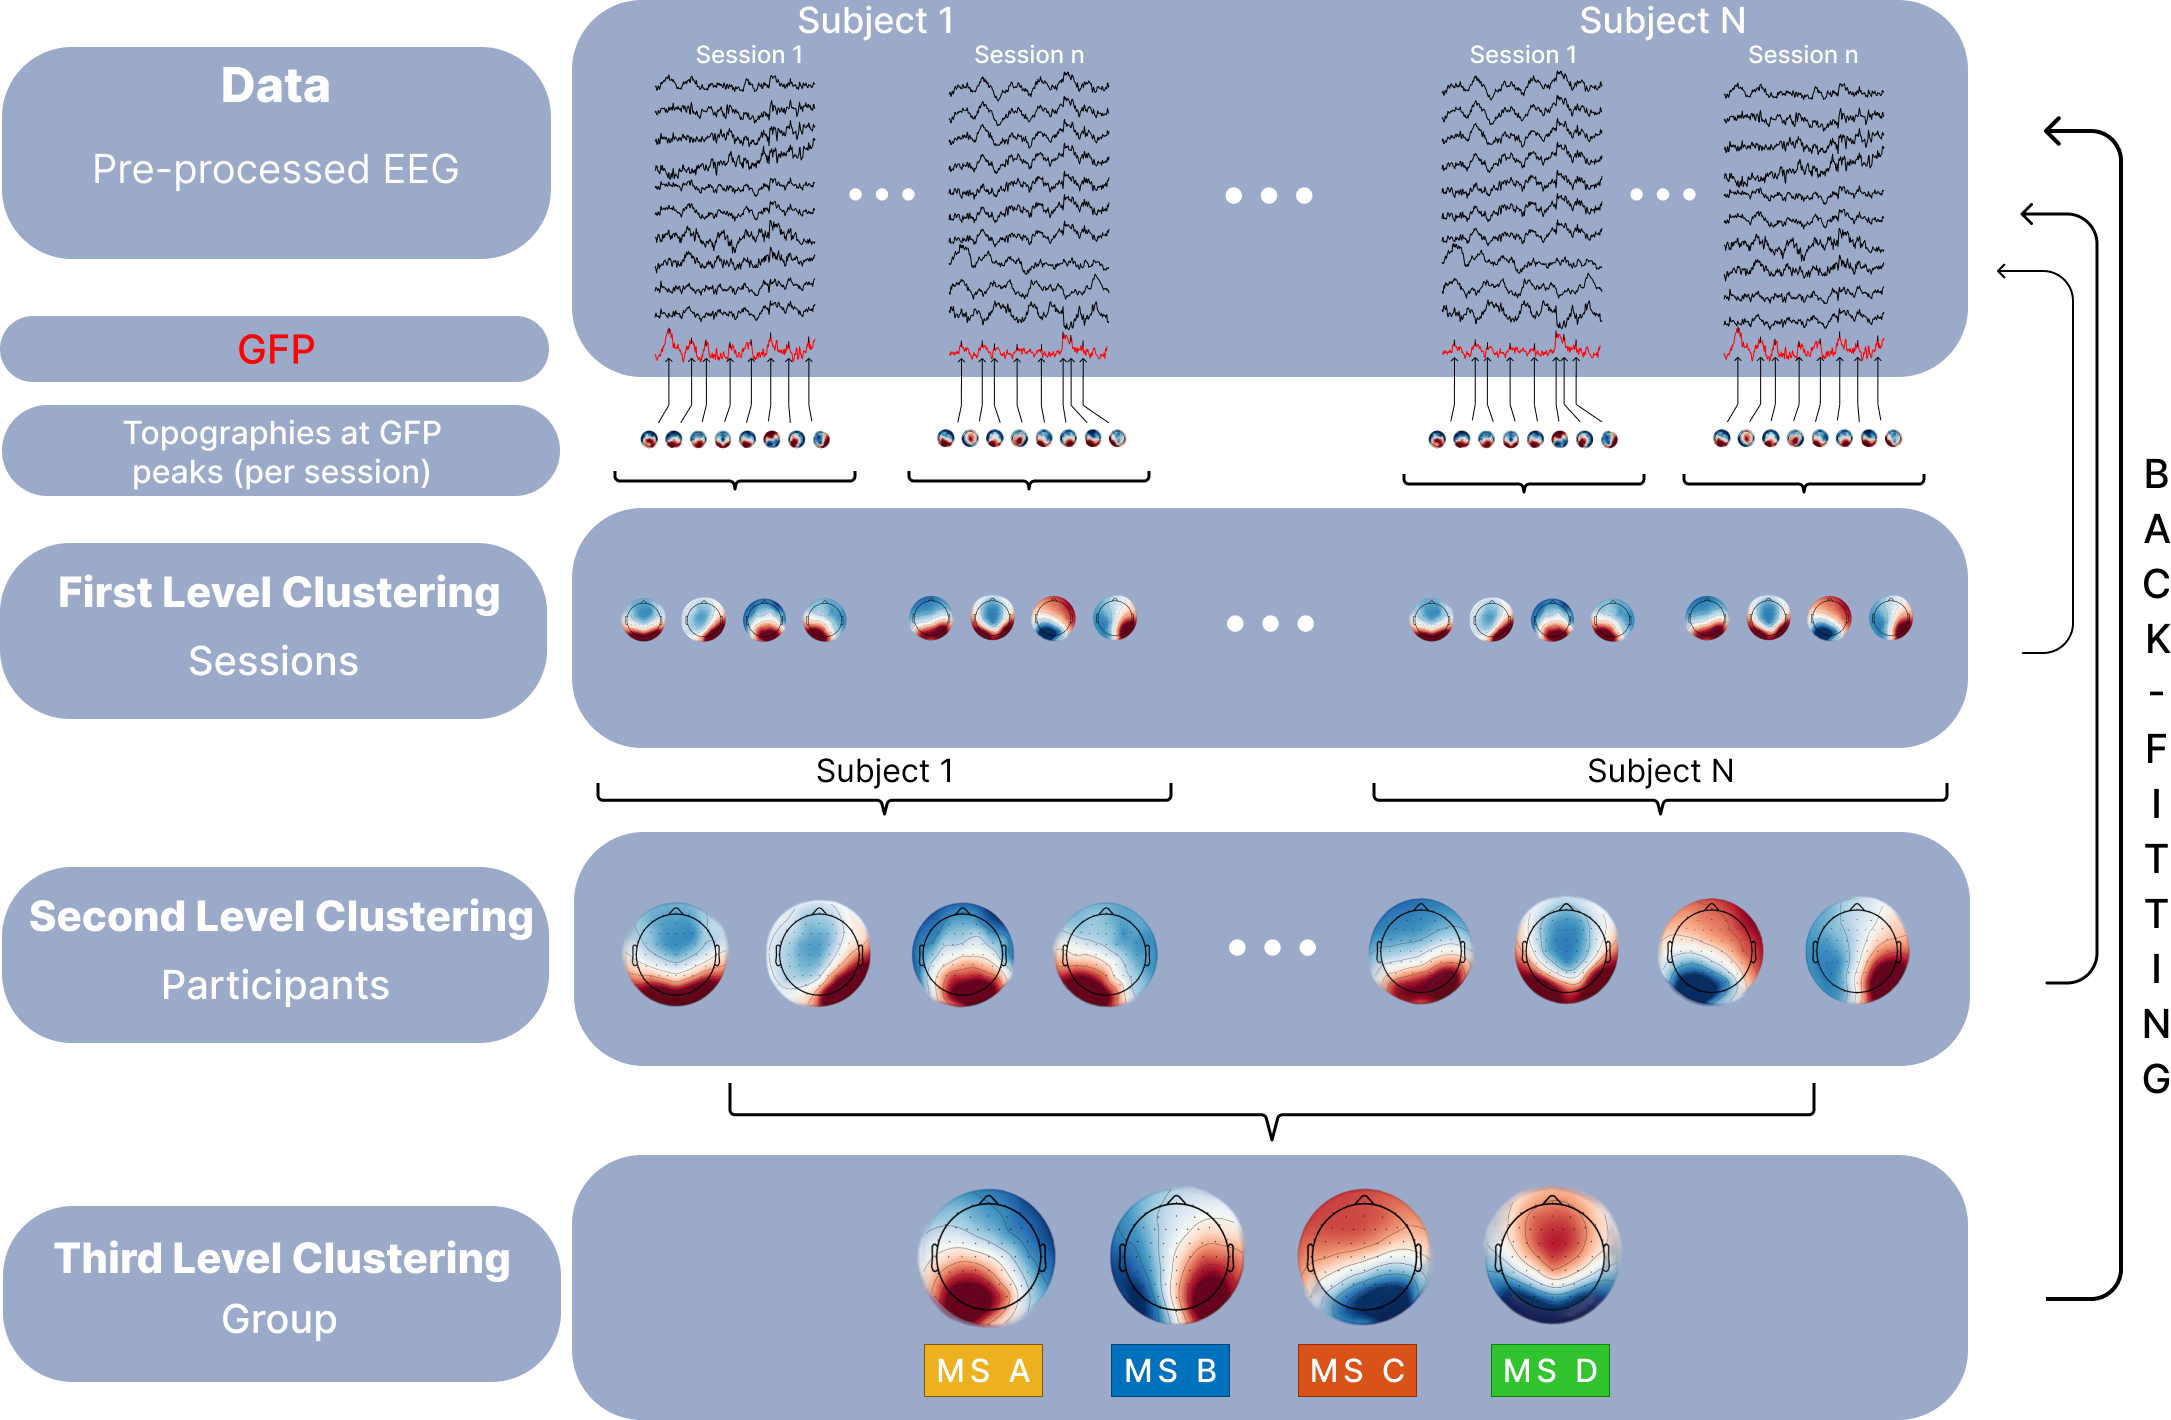 Subject 1
Subject N
Session 1
Session n
Session 1
Session n
Data
Pre-processed EEG
GFP
Topographies at GFP
peaks (per session)
First Level Clustering
Sessions
Subject 1
Subject N
Second Level Clustering
Participants
Third Level Clustering
Group
MS A
MS B
MS C
MS D
BACK-FITTING